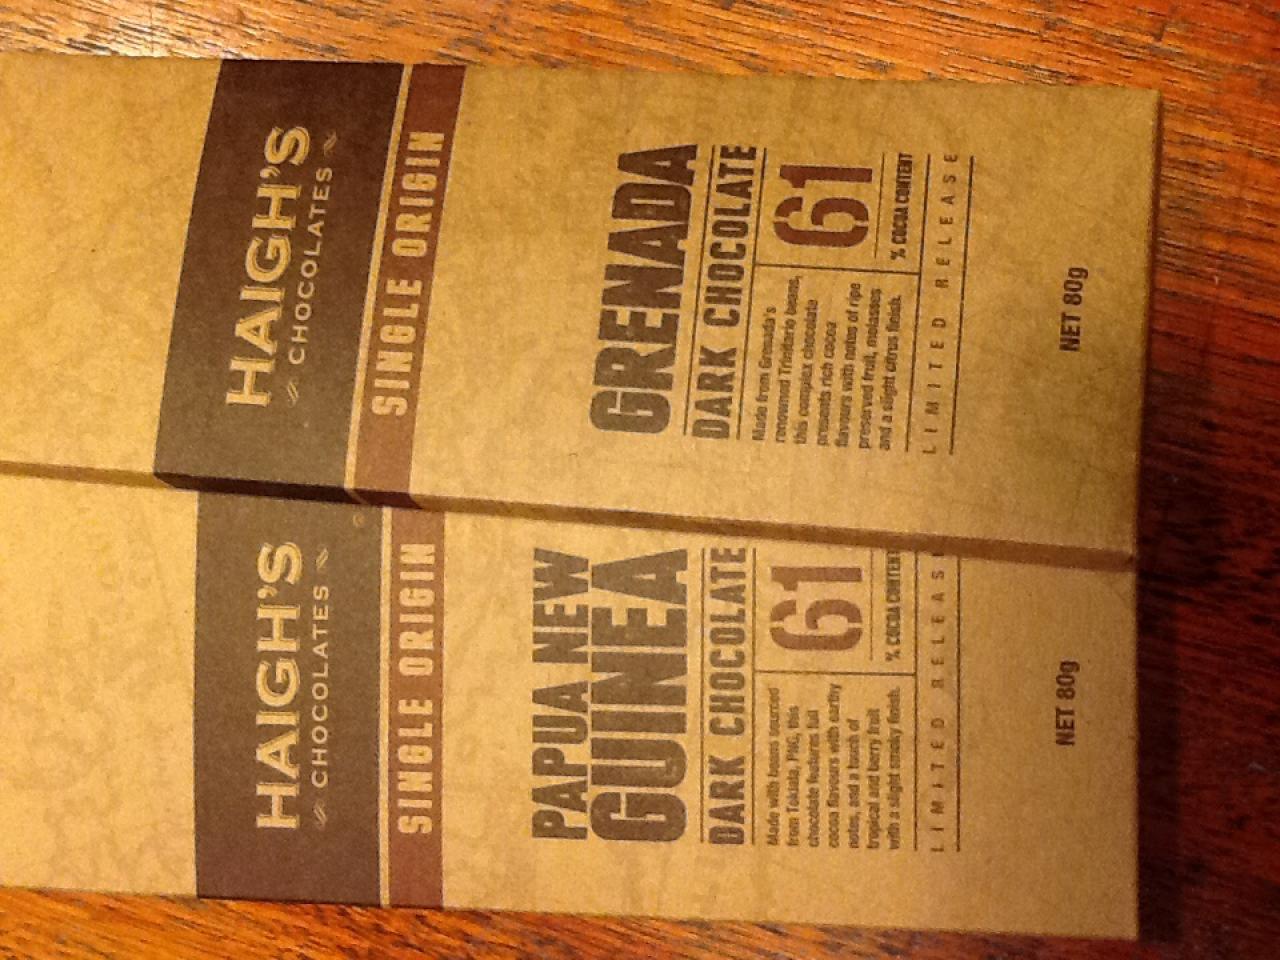 HAIGH'S
CHOCOLATES
SINGLE ORIGIN
GRENADA
DARK CHOCOLATE
Made from Grenada's
renowned Trinitario beans,
this complex chocolate
presents rich cocoa
flavours with notes of ripe
preserved fruit, molasses
and a slight citrus finish.
61
% COCOA CONTENT
LIMITED RELEASE
NET 80g
HAIGH'S
CHOCOLATES
SINGLE ORIGIN
PAPUA NEW
GUINEA
DARK CHOCOLATE
Made with beans sourced
from Tokiala, PNG, this
chocolate features full
cocoa flavours with earthy
notes, and a touch of
tropical and berry fruit
with a slight smoky finish.
61
% COCOA CONTENT
LIMITED RELEASE
NET 80g